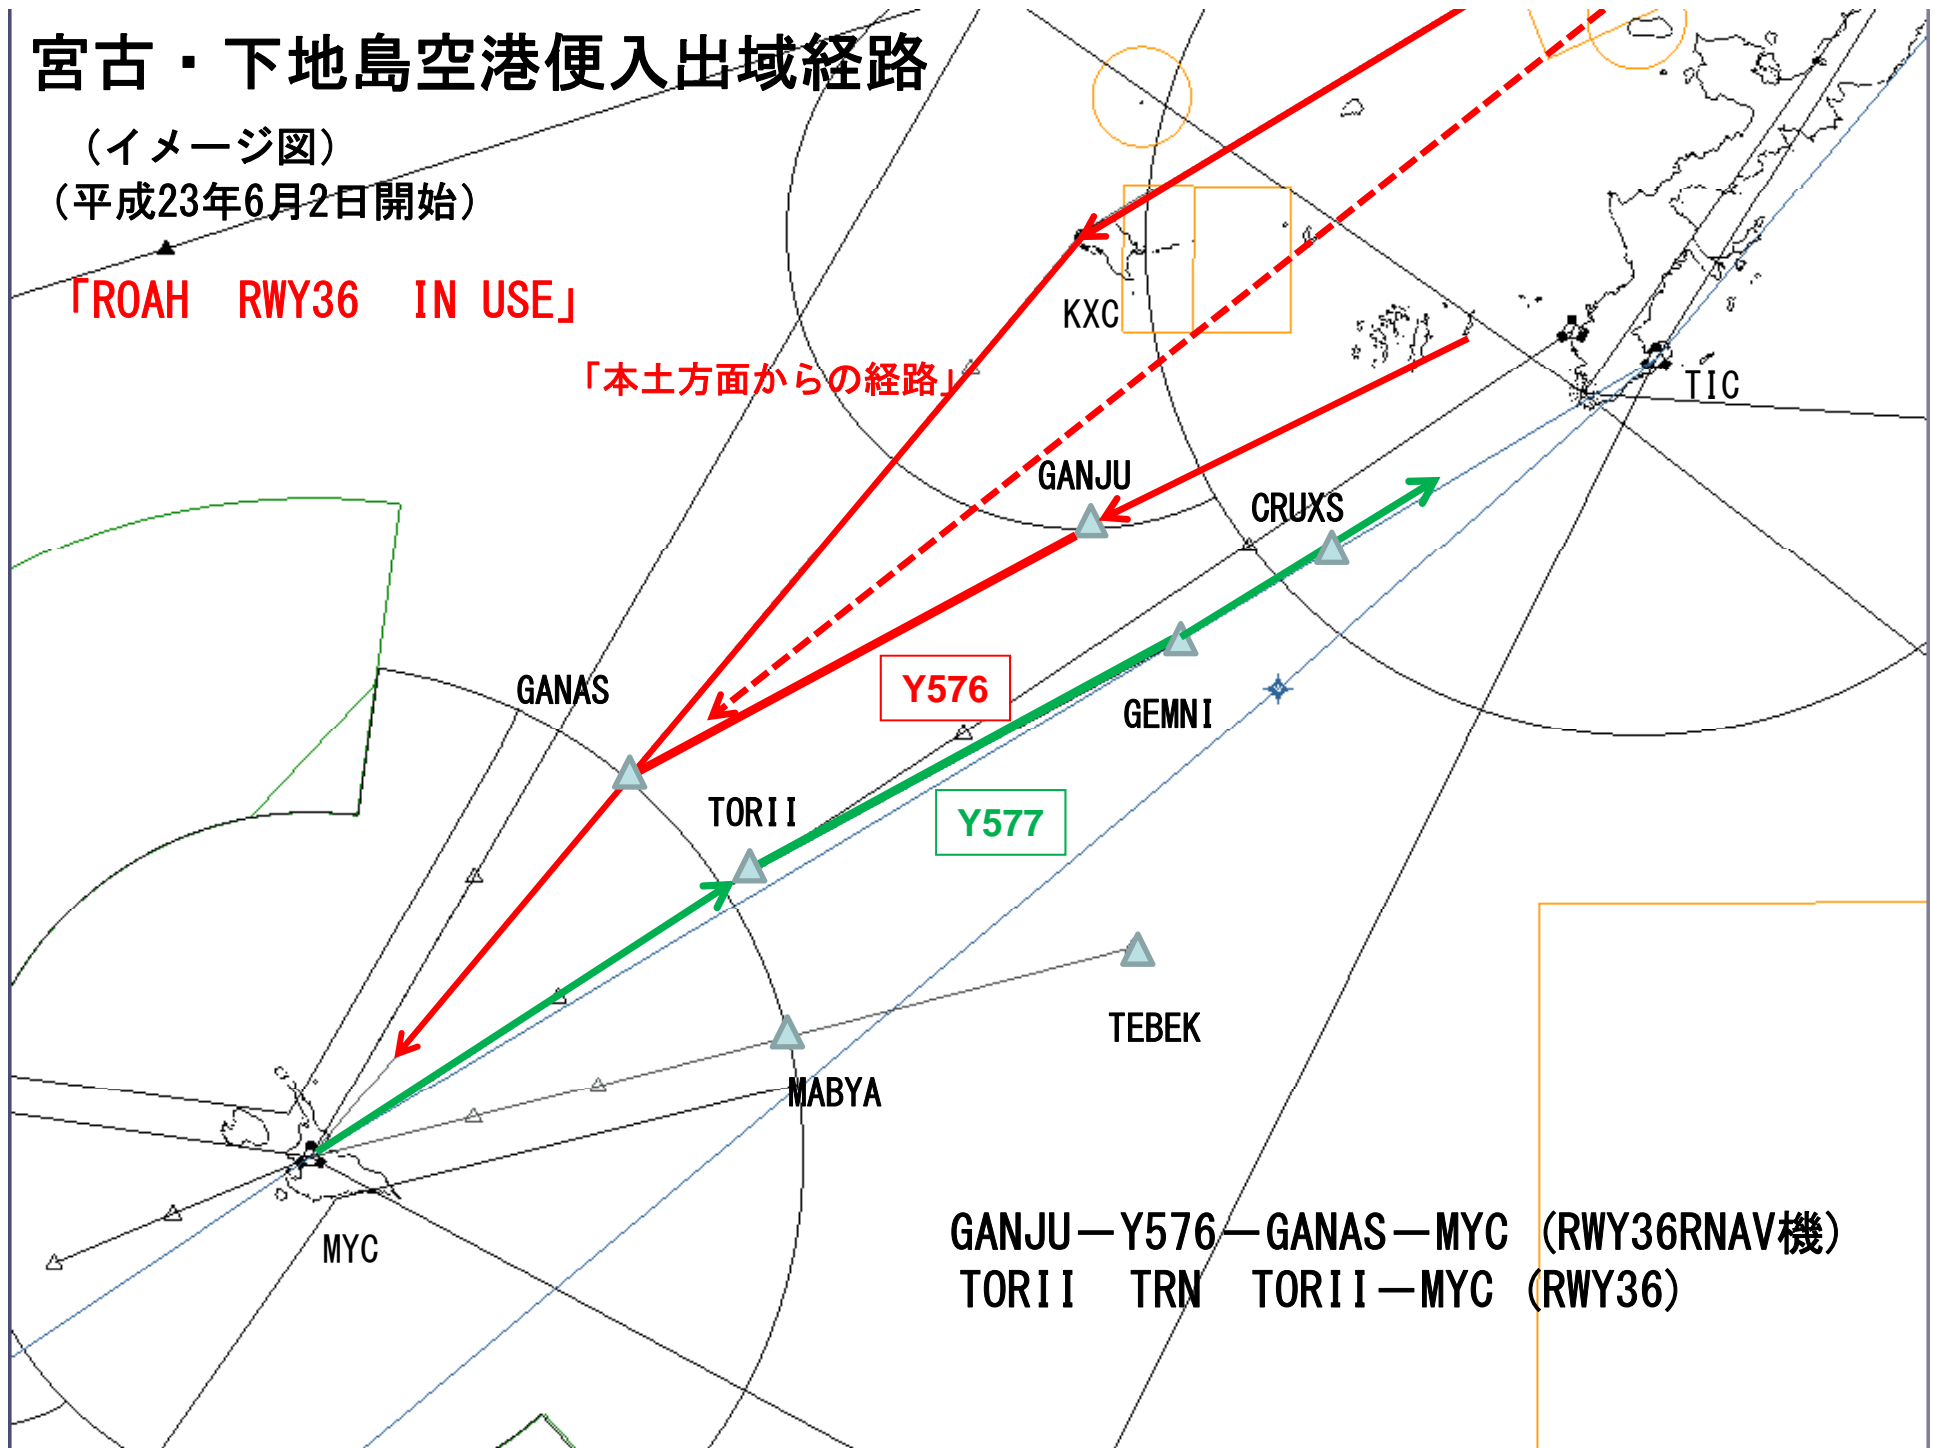 宮古・下地島空港便入出域経路
（イメージ図）
（平成23年6月2日開始）
「ROAH　RWY36　IN USE」
KXC
「本土方面からの経路」
TIC
GANJU
CRUXS
GANAS
Y576
GEMNI
TORII
Y577
TEBEK
MABYA
MYC
GANJU－Y576－GANAS－MYC（RWY36RNAV機）
TORII　TRN　TORII－MYC（RWY36）